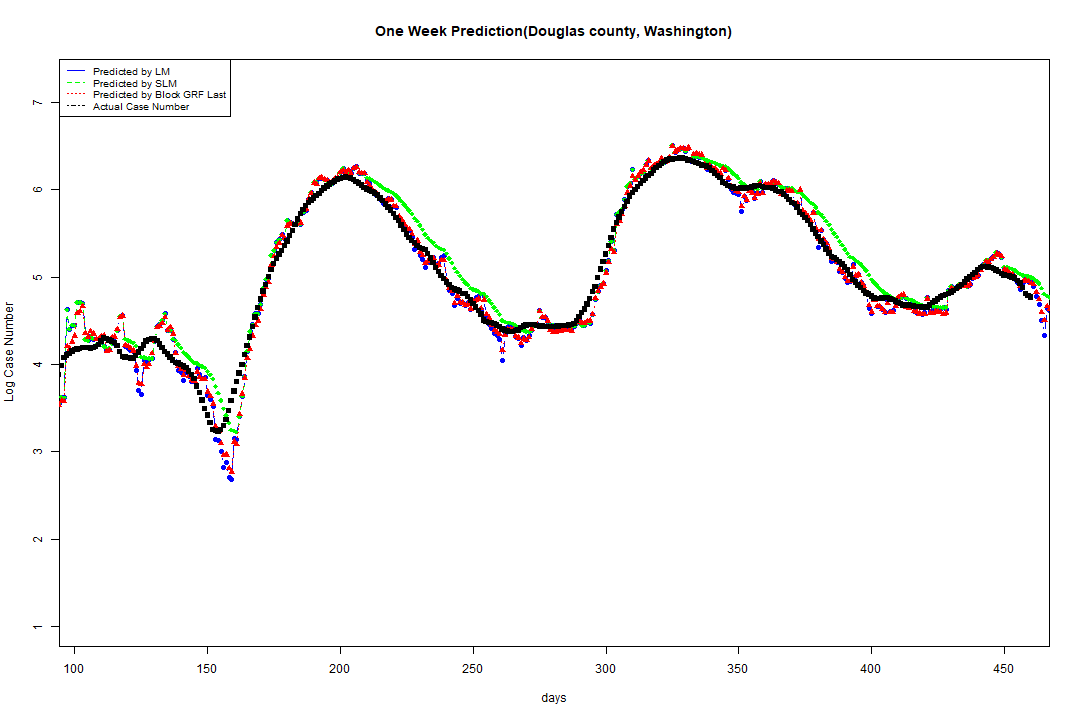 One Week Prediction(Douglas county, Washington)
Predicted by LM
Predicted by SLM
Predicted by Block GRF Last
Actual Case Number
7
6
5
4
3
2
1
Log Case Number
100 150 200 250 300 350 400 450
days